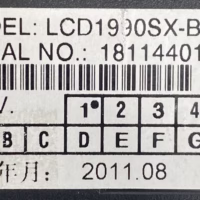 DEL: LCD1990SX-B
AL NO.: 18114401
V. 1 2 3 4
B C D E F G
年月: 2011.08